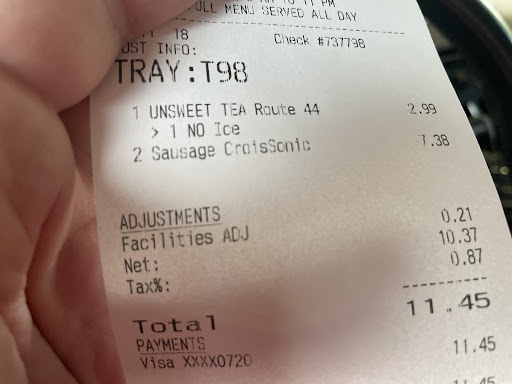 FULL MENU SERVED ALL DAY
18 Check #737798
UST INFO:
TRAY:T98
1 UNSWEET TEA Route 44 2.99
> 1 NO Ice
2 Sausage CroisSonic 7.38
ADJUSTMENTS
Facilities ADJ 0.21
Net: 10.37
Tax%: 0.87
Total 11.45
PAYMENTS
Visa XXXX0720 11.45